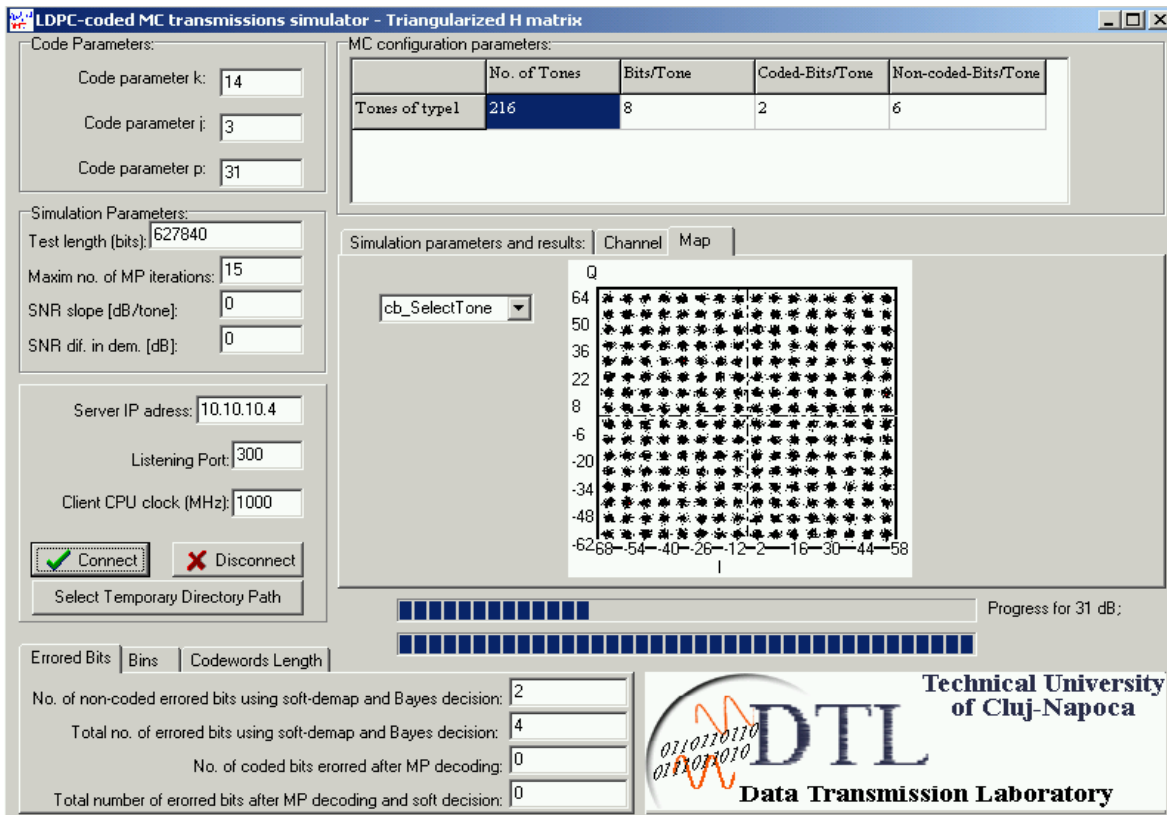 LDPC-coded MC transmissions simulator - Triangularized H matrix
Code Parameters:
Code parameter k: 14
Code parameter j: 3
Code parameter p: 31
MC configuration parameters:
No. of Tones Bits/Tone Coded-Bits/Tone Non-coded-Bits/Tone
Tones of type1 216 8 2 6
Simulation Parameters:
Test length (bits): 627840
Maxim no. of MP iterations: 15
SNR slope [dB/tone]: 0
SNR dif. in dem. [dB]: 0
Simulation parameters and results: Channel Map
cb_SelectTone
Q
64
50
36
22
8
-6
-20
-34
-48
-62
-68 -54 -40 -26 -12 2 16 30 44 58
I
Server IP adress: 10.10.10.4
Listening Port: 300
Client CPU clock (MHz): 1000
Connect Disconnect
Select Temporary Directory Path
Progress for 31 dB;
Errored Bits Bins Codewords Length
No. of non-coded errored bits using soft-demap and Bayes decision: 2
Total no. of errored bits using soft-demap and Bayes decision: 4
No. of coded bits erorred after MP decoding: 0
Total number of erorred bits after MP decoding and soft decision: 0
Technical University
of Cluj-Napoca
0110110110
0111011010
DTL
Data Transmission Laboratory